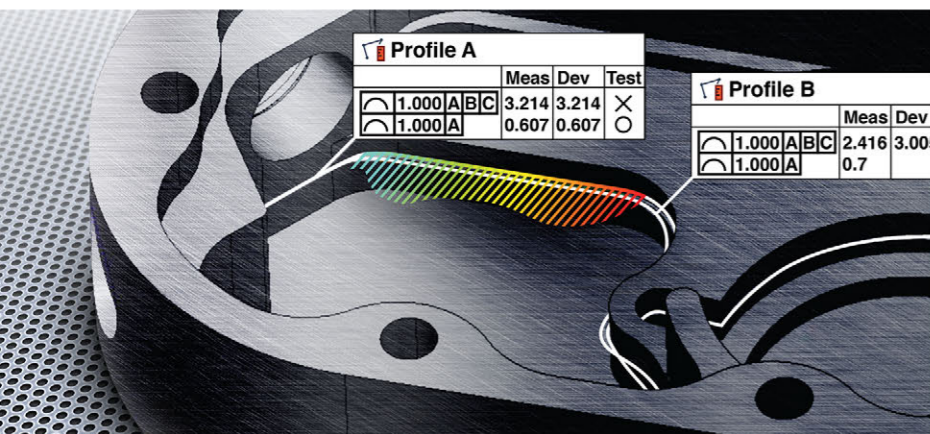 Profile A
Meas Dev Test
1.000 A B C 3.214 3.214 X
1.000 A 0.607 0.607 O
Profile B
Meas Dev
1.000 A B C 2.416
1.000 A 0.7